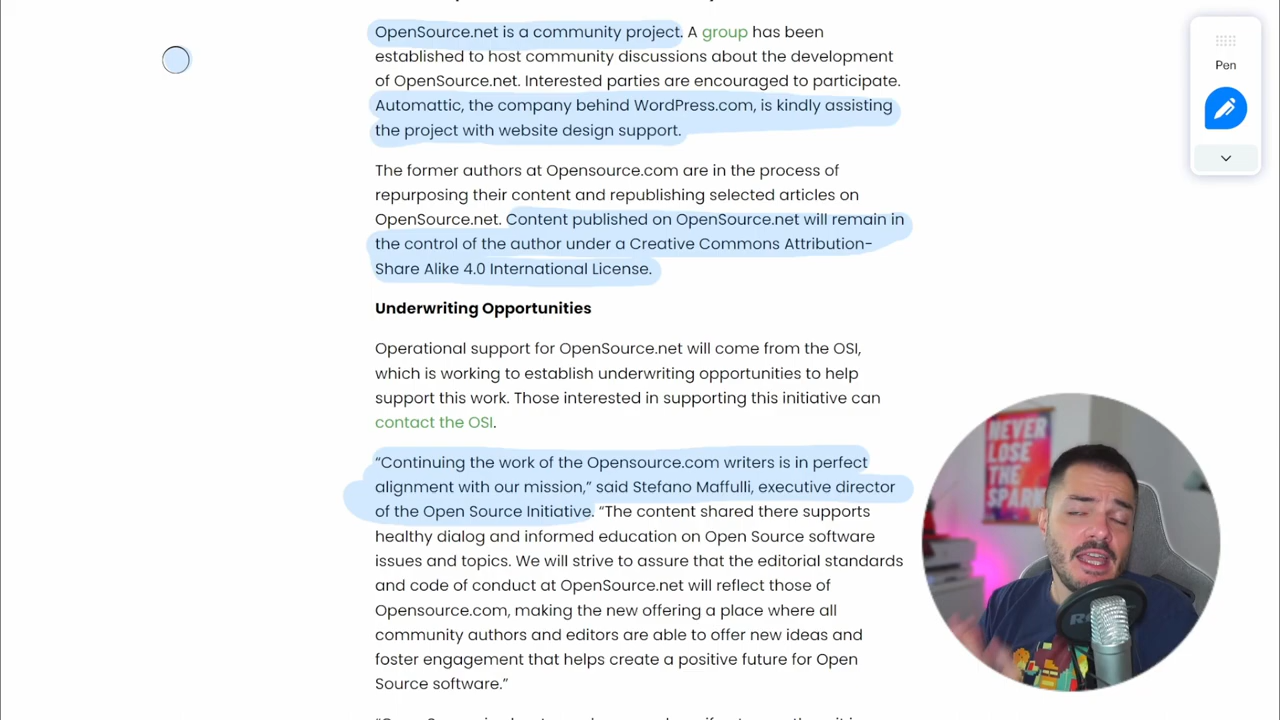 OpenSource.net is a community project. A group has been
established to host community discussions about the development
of OpenSource.net. Interested parties are encouraged to participate.
Automattic, the company behind WordPress.com, is kindly assisting
the project with website design support.
The former authors at Opensource.com are in the process of
repurposing their content and republishing selected articles on
OpenSource.net. Content published on OpenSource.net will remain in
the control of the author under a Creative Commons Attribution-
Share Alike 4.0 International License.
Underwriting Opportunities
Operational support for OpenSource.net will come from the OSI,
which is working to establish underwriting opportunities to help
support this work. Those interested in supporting this initiative can
contact the OSI.
“Continuing the work of the Opensource.com writers is in perfect
alignment with our mission,” said Stefano Maffulli, executive director
of the Open Source Initiative. “The content shared there supports
healthy dialog and informed education on Open Source software
issues and topics. We will strive to assure that the editorial standards
and code of conduct at OpenSource.net will reflect those of
Opensource.com, making the new offering a place where all
community authors and editors are able to offer new ideas and
foster engagement that helps create a positive future for Open
Source software.”
Pen
NEVER
LOSE
THE
SPARK